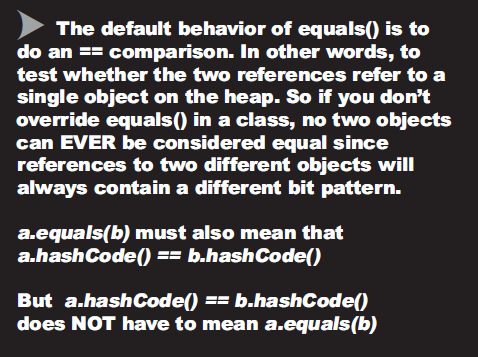 The default behavior of equals() is to
do an == comparison. In other words, to
test whether the two references refer to a
single object on the heap. So if you don't
override equals() in a class, no two objects
can EVER be considered equal since
references to two different objects will
always contain a different bit pattern.
a.equals(b) must also mean that
a.hashCode() == b.hashCode()
But a.hashCode() == b.hashCode()
does NOT have to mean a.equals(b)